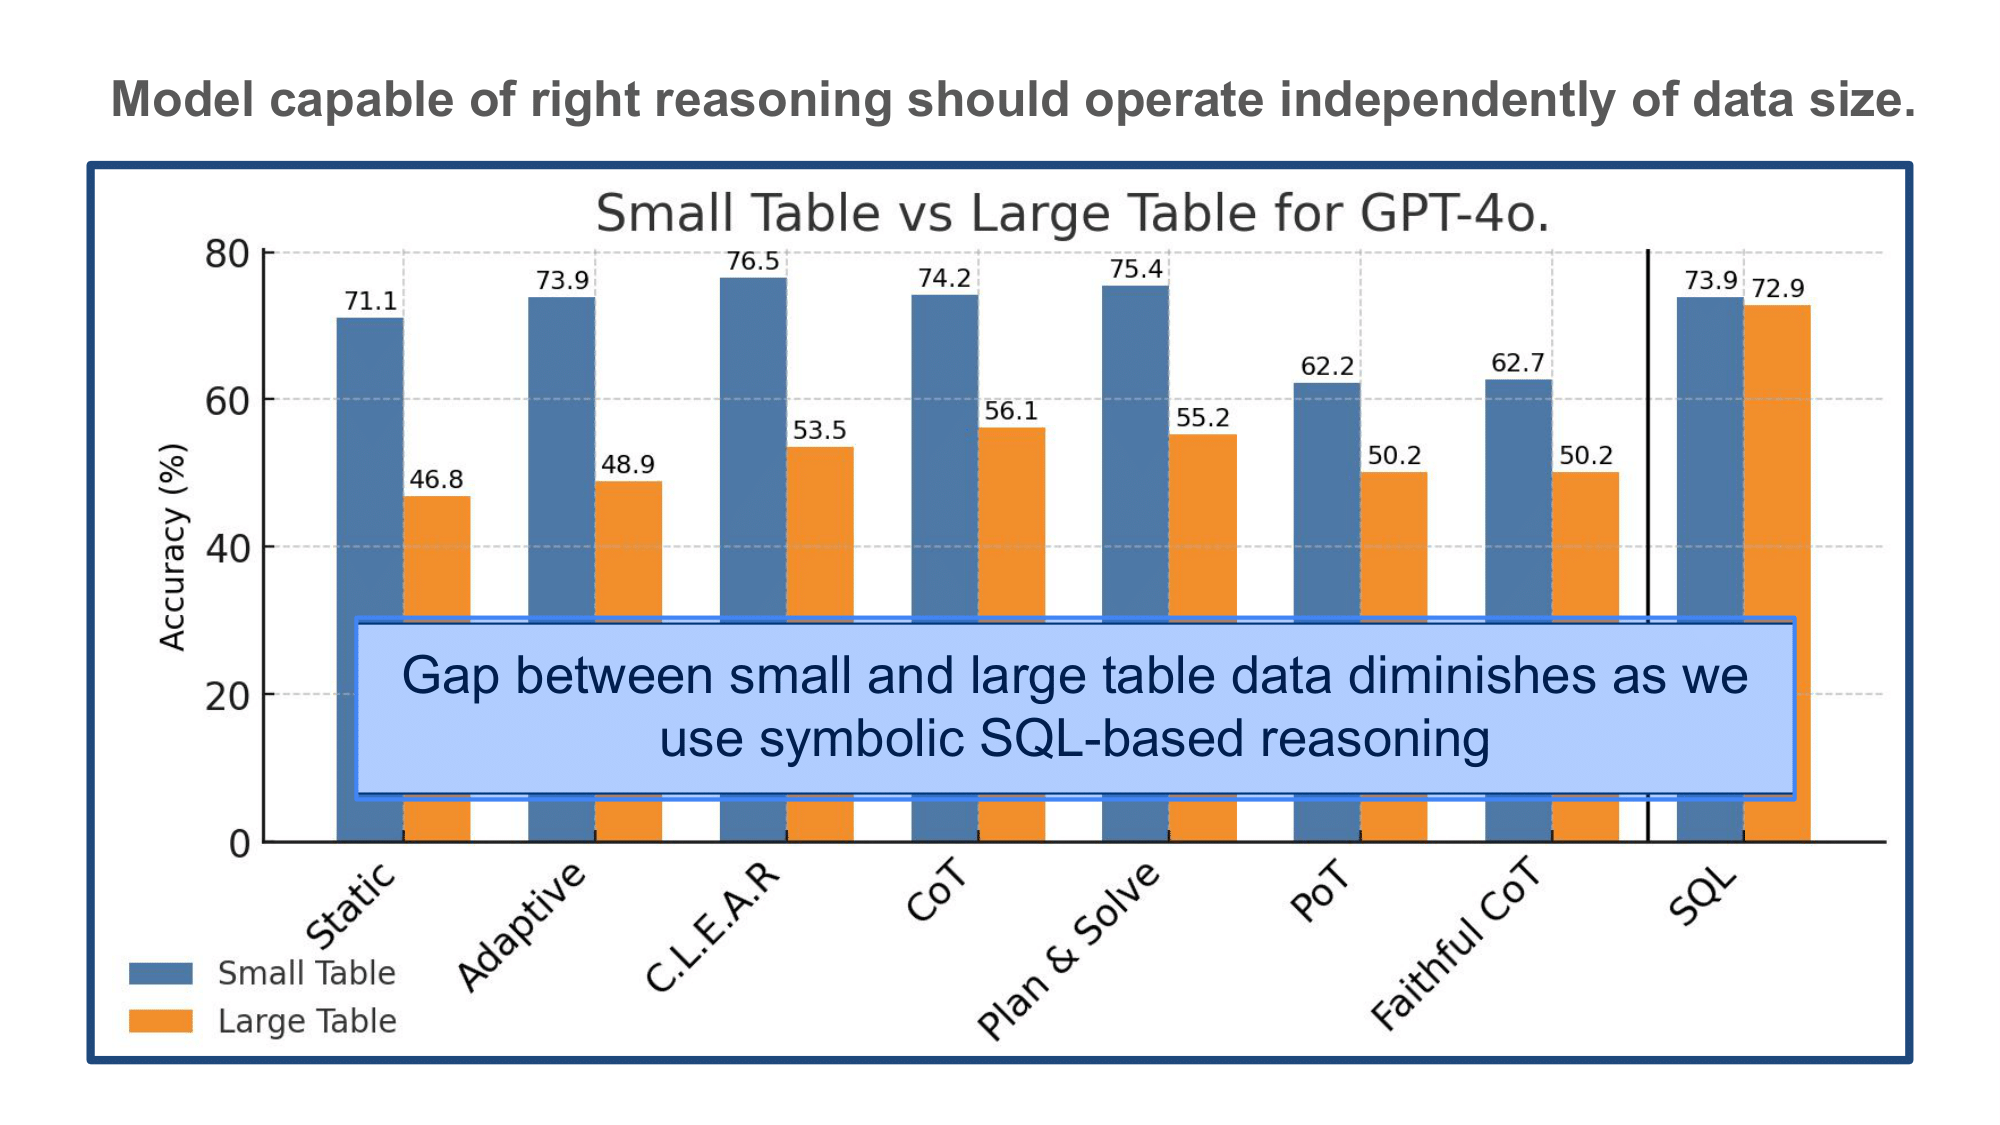 Model capable of right reasoning should operate independently of data size.
Small Table vs Large Table for GPT-4o.
80
60
40
20
0
Accuracy (%)
71.1
46.8
73.9
48.9
76.5
53.5
74.2
56.1
75.4
55.2
62.2
50.2
62.7
50.2
73.9
72.9
Gap between small and large table data diminishes as we
use symbolic SQL-based reasoning
Static
Adaptive
C.L.E.A.R
CoT
Plan & Solve
PoT
Faithful CoT
SQL
Small Table
Large Table